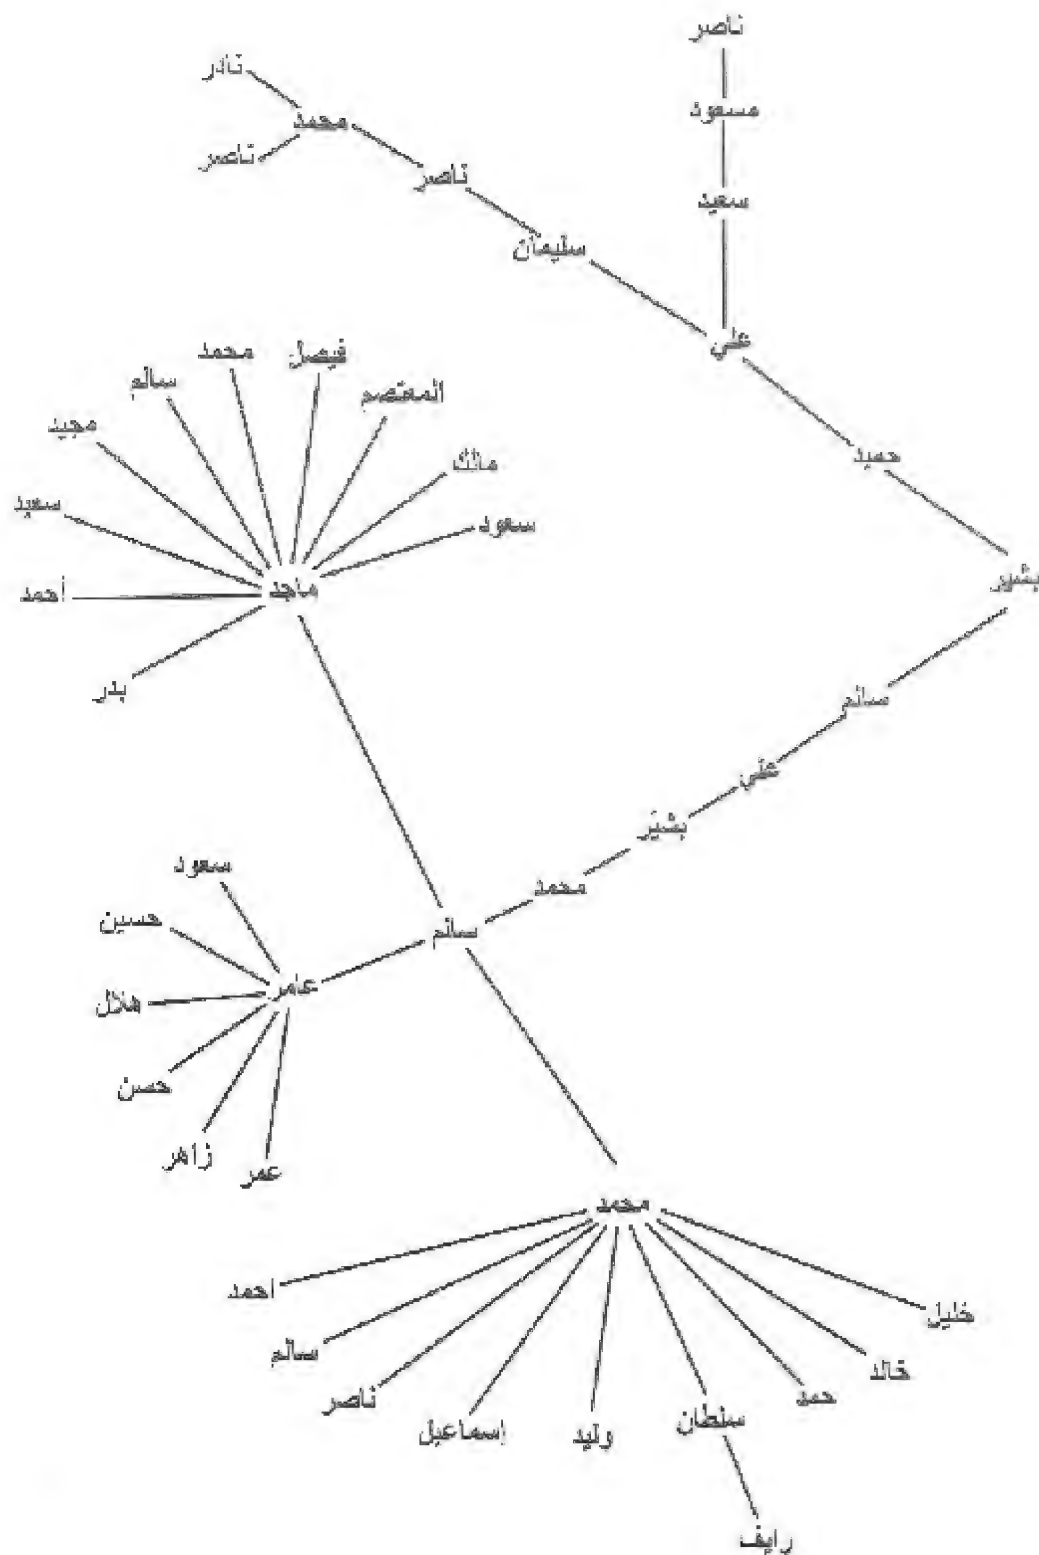 ناصر
مسعود
سعيد
نادر
محمد
ناصر
ناصر
سليمان
علي
حميد
بشير
سالم
علي
بشير
محمد
سالم
فيصل
محمد
المعتصم
سالم
مجيد
مالك
سعيد
سعود
ماجد
أحمد
بدر
سعود
حسين
عامر
هلال
حسن
زاهر
عمر
محمد
خليل
خالد
حمد
سلطان
وليد
إسماعيل
ناصر
سالم
احمد
رايف